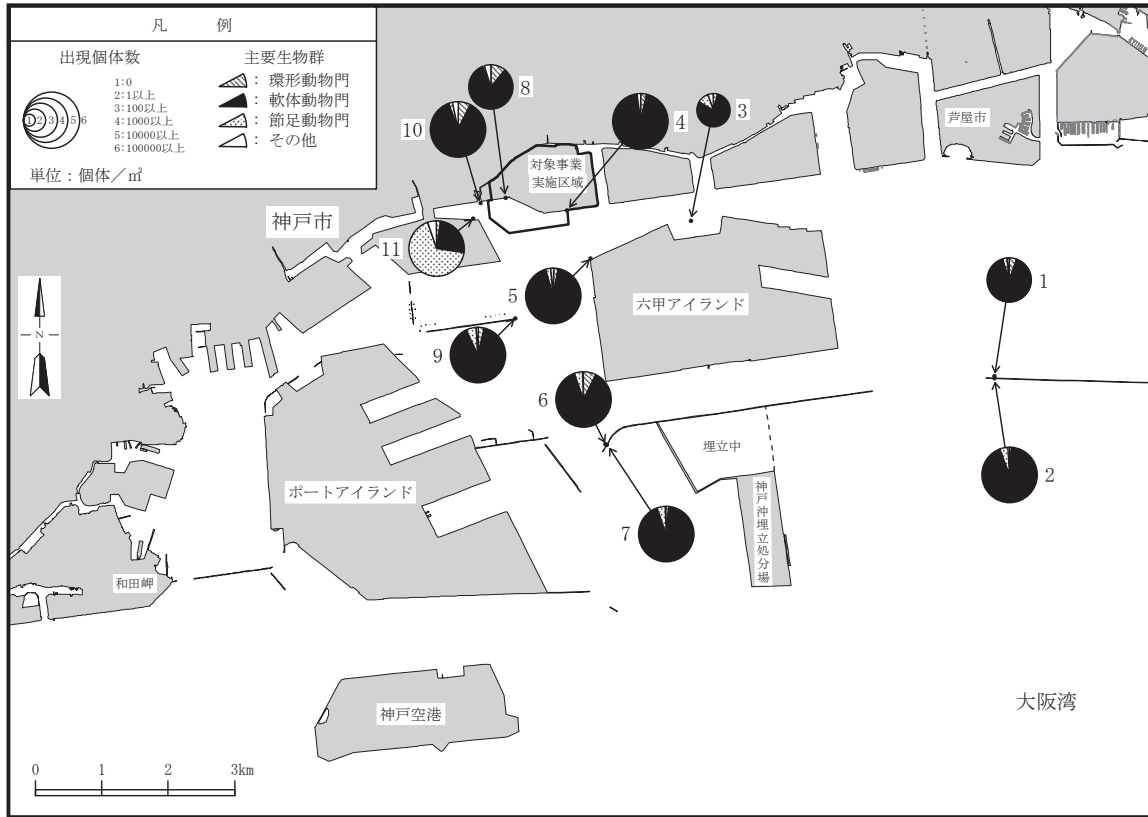 凡 例
出現個体数
1:0
2:1以上
3:100以上
4:1000以上
5:10000以上
6:100000以上
1 2 3 4 5 6
単位：個体／㎡
主要生物群
： 環形動物門
： 軟体動物門
： 節足動物門
： その他
8
10
4
3
対象事業
実施区域
芦屋市
神戸市
11
5
六甲アイランド
1
9
N
6
埋立中
2
ポートアイランド
7
神戸沖埋立処分場
和田岬
神戸空港
大阪湾
0 1 2 3km